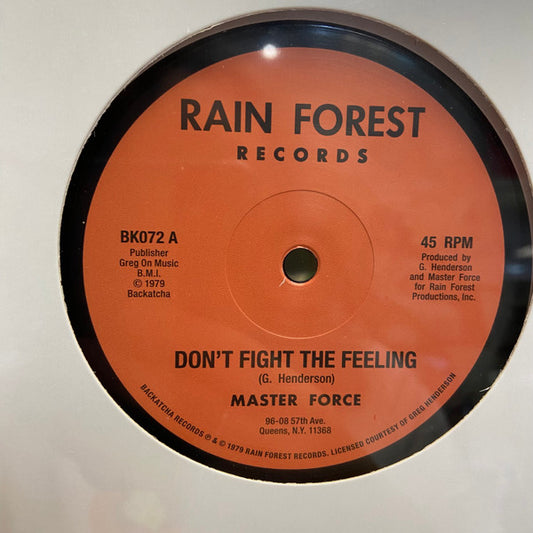 RAIN FOREST
RECORDS
BK072 A
Publisher
Greg On Music
B.M.I.
© 1979
Backatcha
45 RPM
Produced by
G. Henderson
and Master Force
for Rain Forest
Productions, Inc.
DON'T FIGHT THE FEELING
(G. Henderson)
MASTER FORCE
96-08 57th Ave.
Queens, N.Y. 11368
BACKATCHA RECORDS ℗ & © 1979 RAIN FOREST RECORDS. LICENSED COURTESY OF GREG HENDERSON